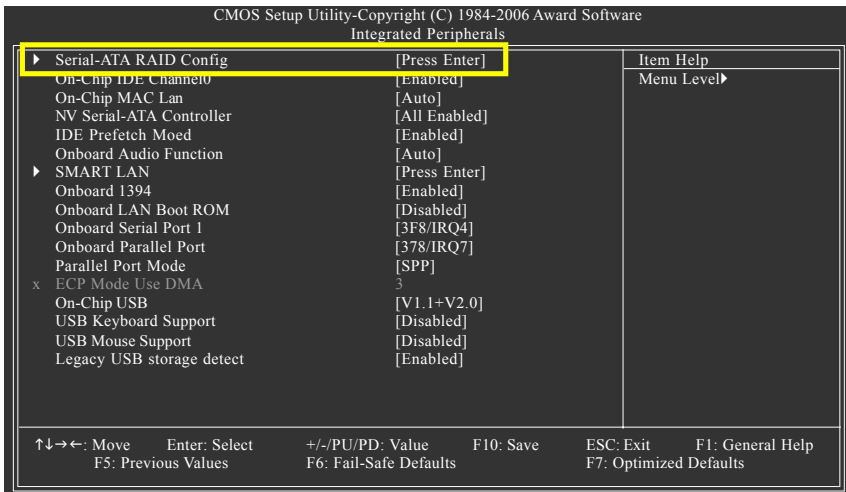 CMOS Setup Utility-Copyright (C) 1984-2006 Award Software
Integrated Peripherals
▶ Serial-ATA RAID Config [Press Enter] Item Help
On-Chip IDE Channel0 [Enabled] Menu Level▶
On-Chip MAC Lan [Auto]
NV Serial-ATA Controller [All Enabled]
IDE Prefetch Moed [Enabled]
Onboard Audio Function [Auto]
▶ SMART LAN [Press Enter]
Onboard 1394 [Enabled]
Onboard LAN Boot ROM [Disabled]
Onboard Serial Port 1 [3F8/IRQ4]
Onboard Parallel Port [378/IRQ7]
Parallel Port Mode [SPP]
x ECP Mode Use DMA 3
On-Chip USB [V1.1+V2.0]
USB Keyboard Support [Disabled]
USB Mouse Support [Disabled]
Legacy USB storage detect [Enabled]
↑↓→←: Move Enter: Select +/-/PU/PD: Value F10: Save ESC: Exit F1: General Help
F5: Previous Values F6: Fail-Safe Defaults F7: Optimized Defaults